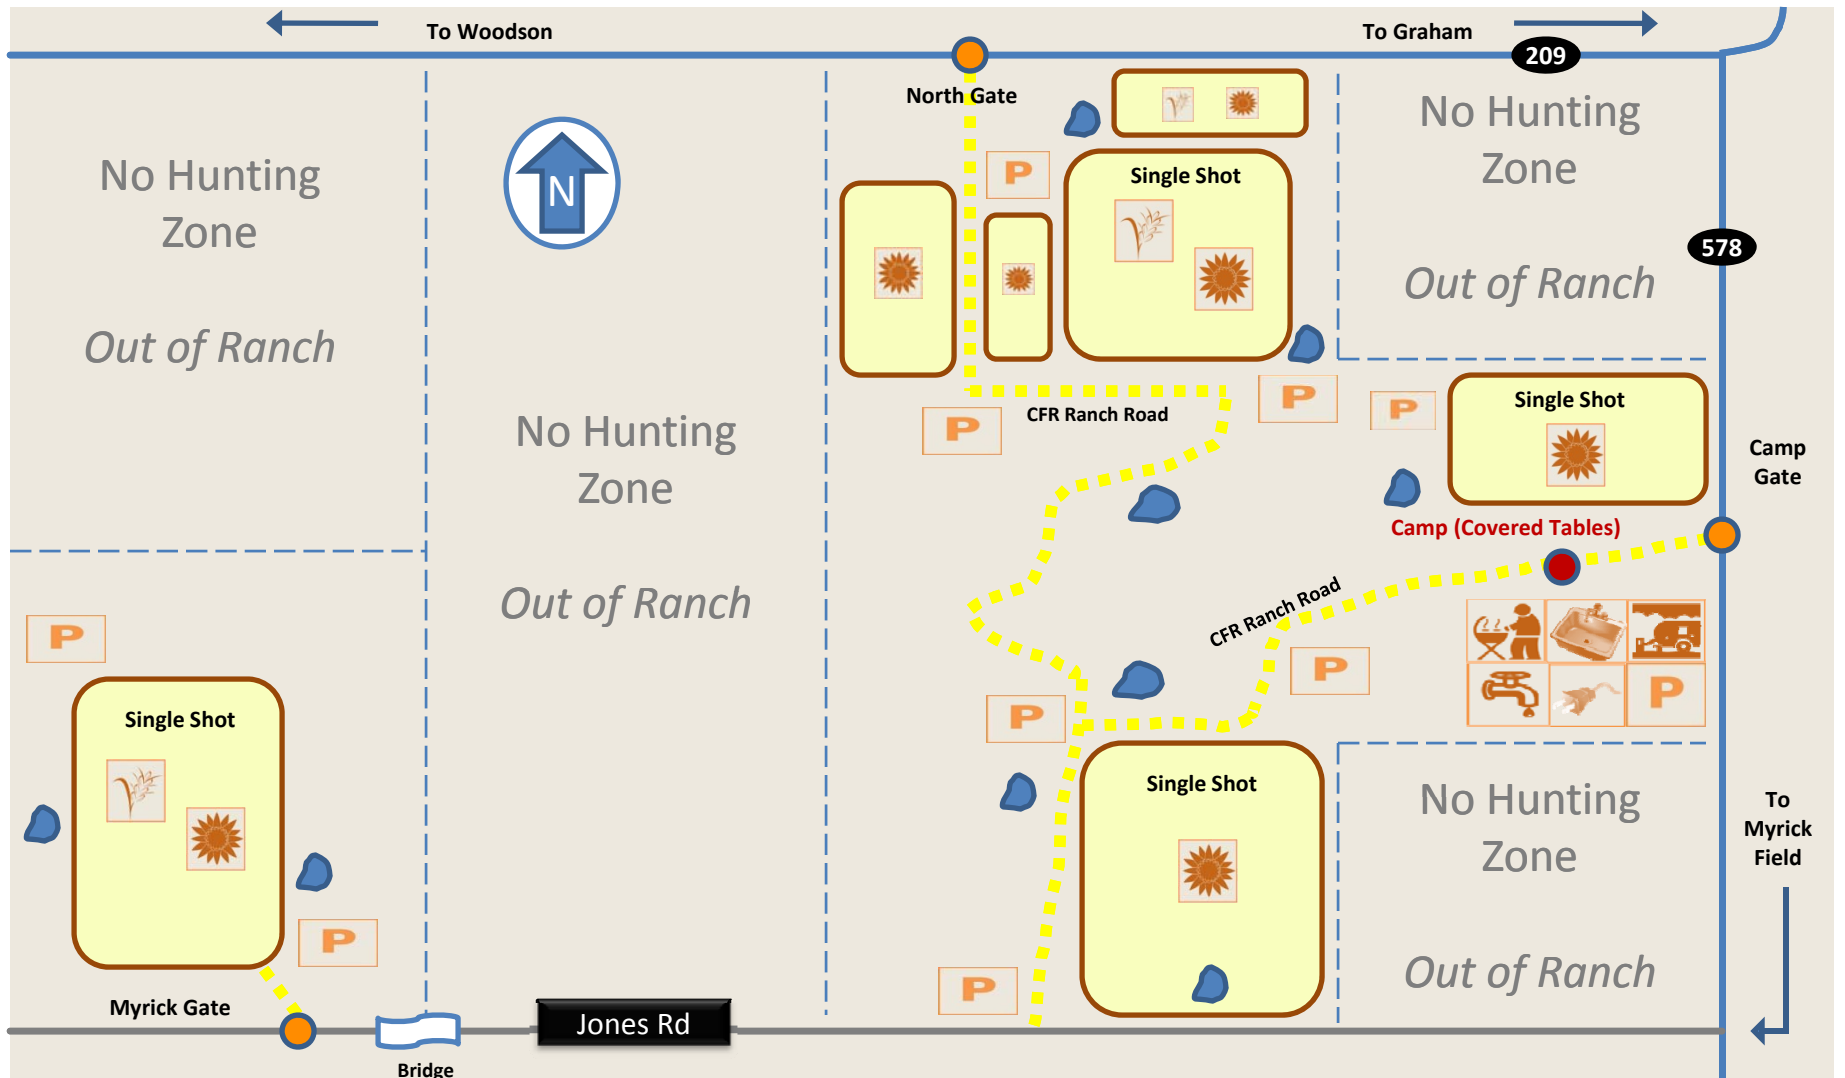 To Woodson
To Graham
209
North Gate
No Hunting
Zone
Out of Ranch
N
No Hunting
Zone
Out of Ranch
P
Single Shot
No Hunting
Zone
Out of Ranch
578
P
CFR Ranch Road
P
P
Single Shot
Camp
Gate
Camp (Covered Tables)
CFR Ranch Road
P
P
P
P
Single Shot
P
Myrick Gate
Single Shot
P
No Hunting
Zone
Out of Ranch
To
Myrick
Field
Jones Rd
Bridge